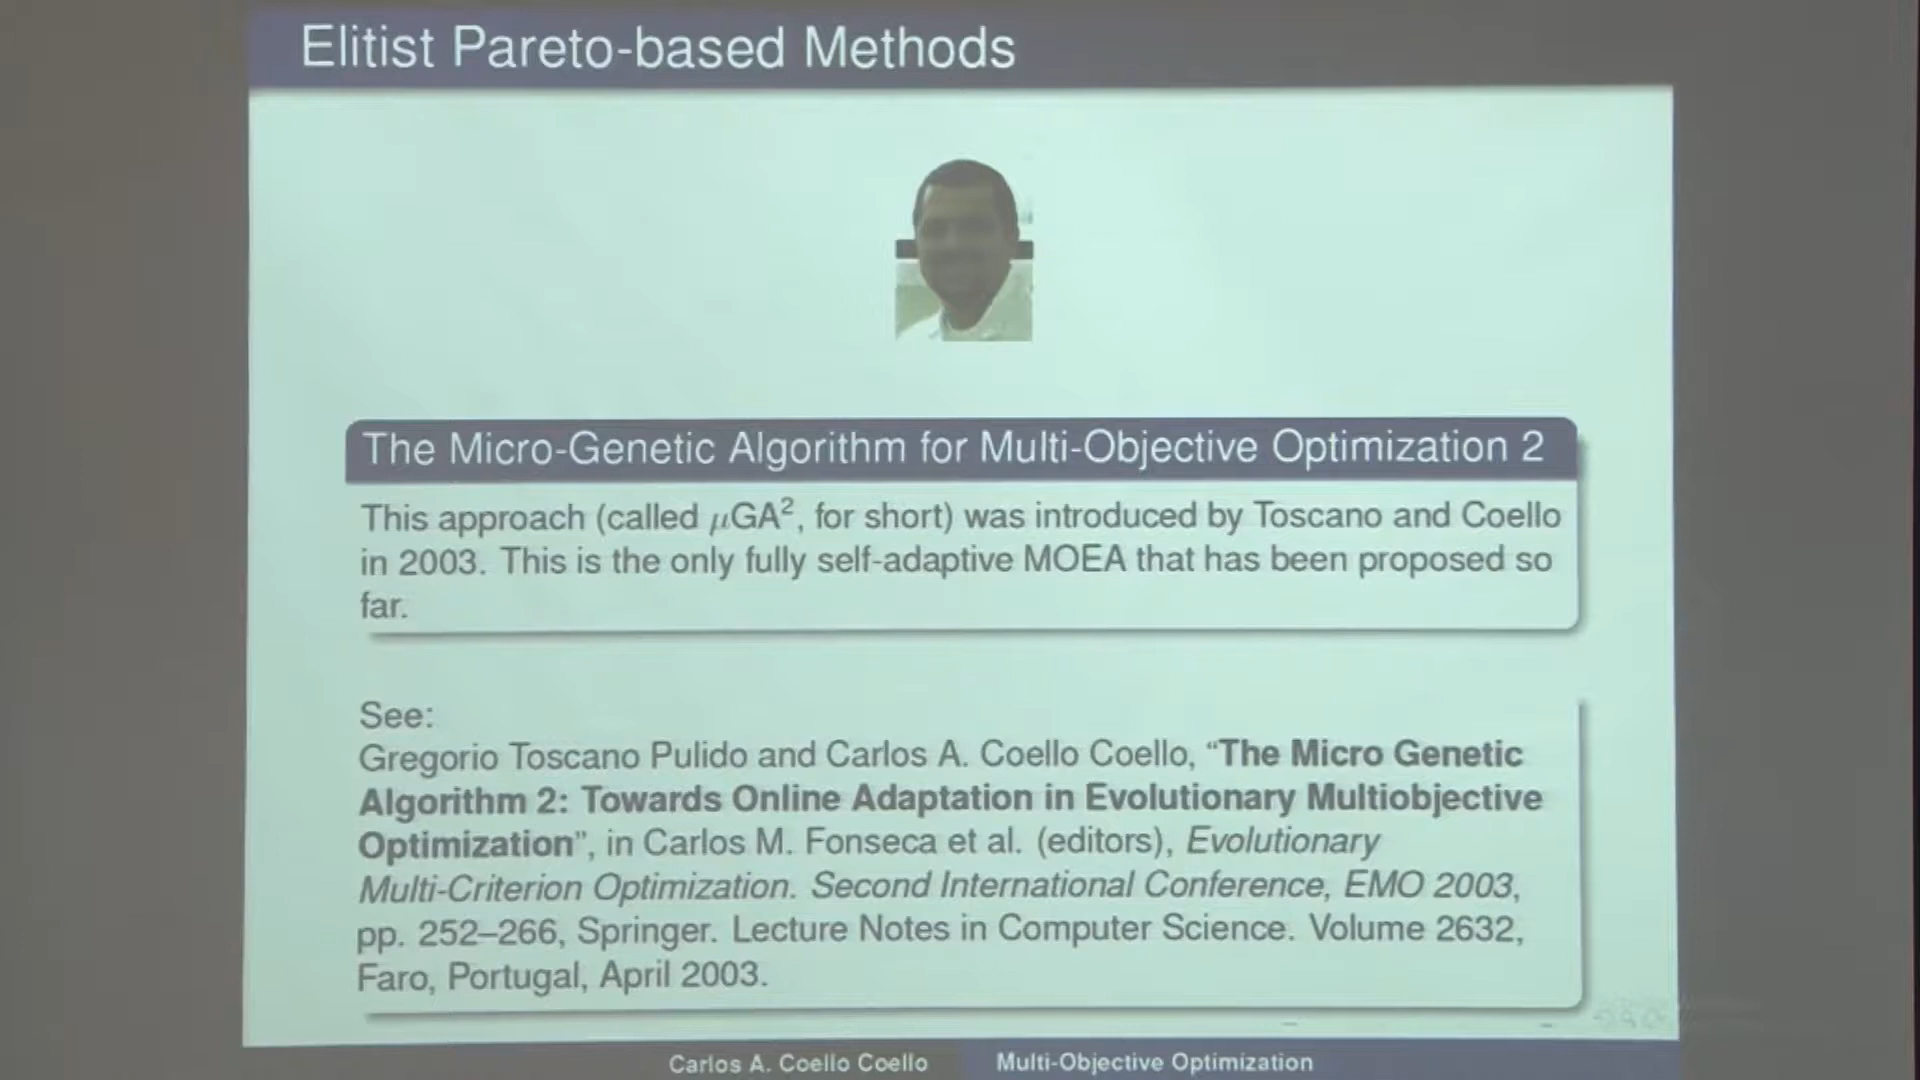 Elitist Pareto-based Methods
The Micro-Genetic Algorithm for Multi-Objective Optimization 2
This approach (called μGA², for short) was introduced by Toscano and Coello
in 2003. This is the only fully self-adaptive MOEA that has been proposed so
far.
See:
Gregorio Toscano Pulido and Carlos A. Coello Coello, “The Micro Genetic
Algorithm 2: Towards Online Adaptation in Evolutionary Multiobjective
Optimization”, in Carlos M. Fonseca et al. (editors), Evolutionary
Multi-Criterion Optimization. Second International Conference, EMO 2003,
pp. 252–266, Springer. Lecture Notes in Computer Science. Volume 2632,
Faro, Portugal, April 2003.
Carlos A. Coello Coello Multi-Objective Optimization